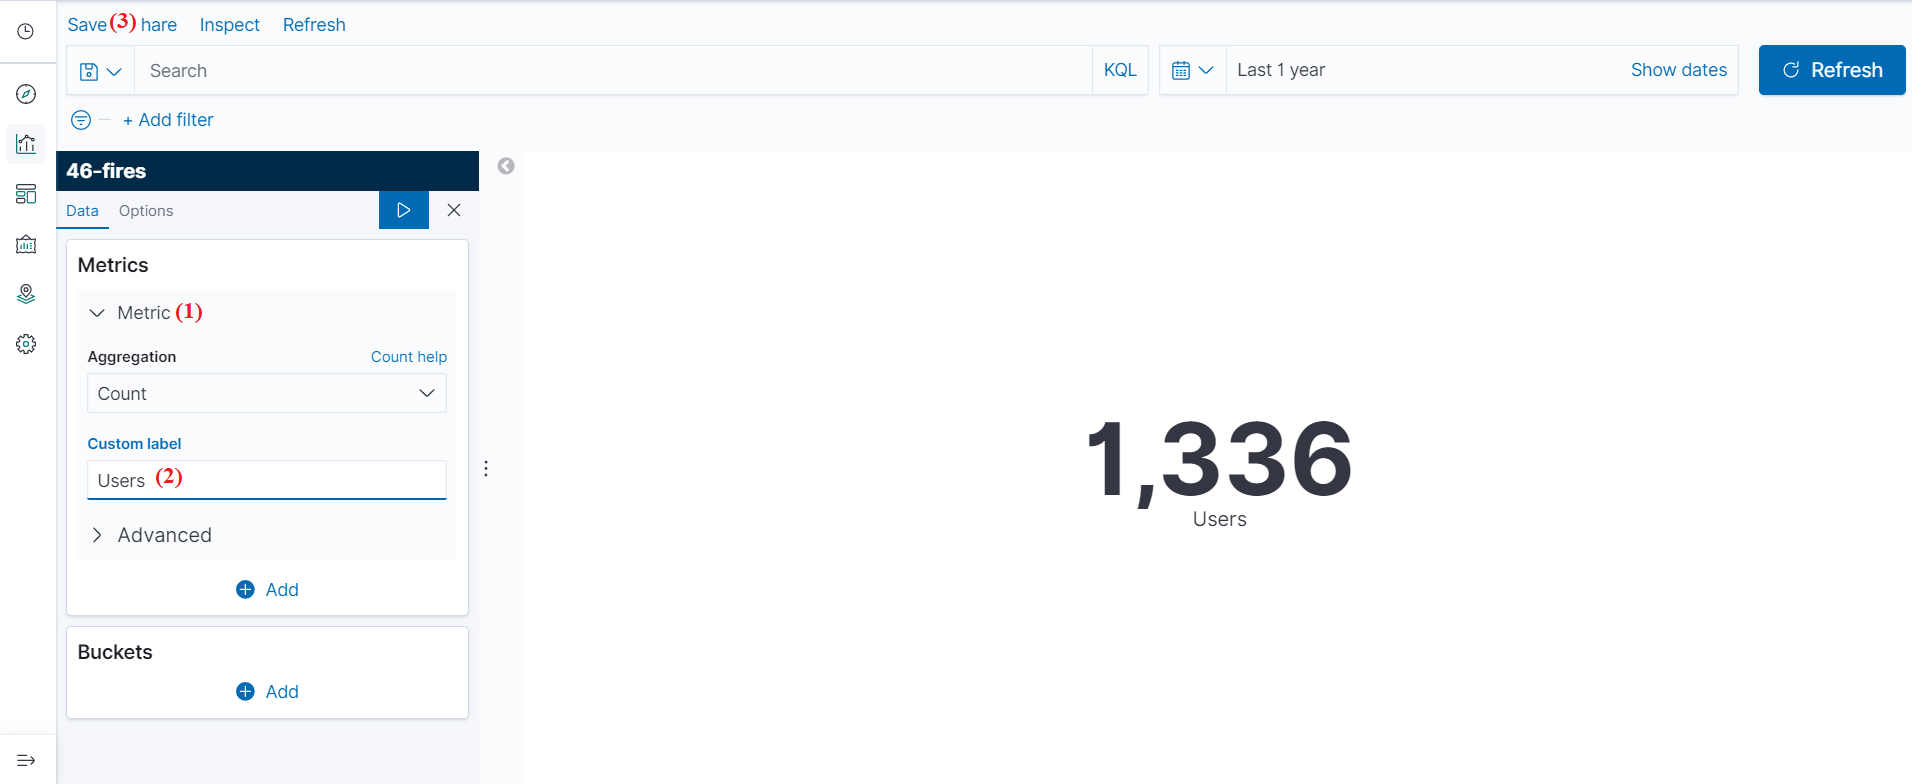 Save (3) hare Inspect Refresh
Search KQL Last 1 year Show dates Refresh
+ Add filter
46-fires
Data Options
Metrics
Metric (1)
Aggregation Count help
Count
Custom label
Users (2)
Advanced
Add
Buckets
Add
1,336
Users